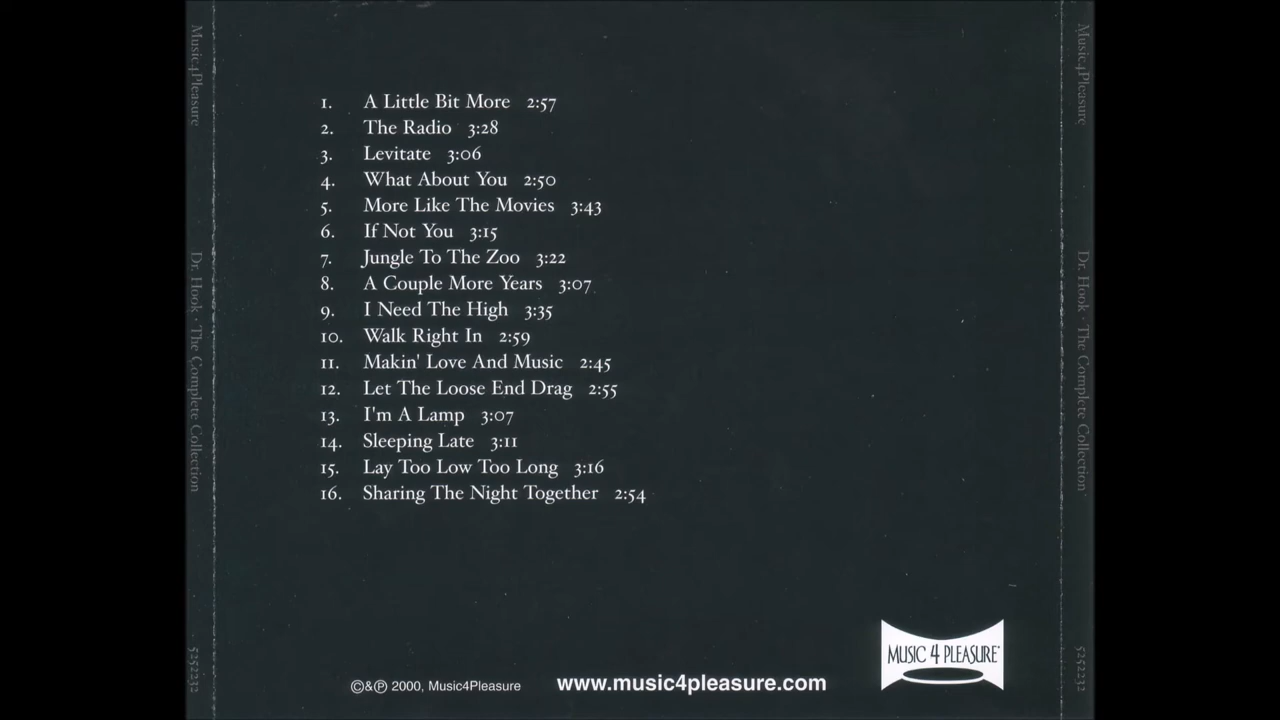 Music4Pleasure
Dr. Hook · The Complete Collection
5252232
1. A Little Bit More 2:57
2. The Radio 3:28
3. Levitate 3:06
4. What About You 2:50
5. More Like The Movies 3:43
6. If Not You 3:15
7. Jungle To The Zoo 3:22
8. A Couple More Years 3:07
9. I Need The High 3:35
10. Walk Right In 2:59
11. Makin' Love And Music 2:45
12. Let The Loose End Drag 2:55
13. I'm A Lamp 3:07
14. Sleeping Late 3:11
15. Lay Too Low Too Long 3:16
16. Sharing The Night Together 2:54
©&℗ 2000, Music4Pleasure
www.music4pleasure.com
MUSIC 4 PLEASURE
Music4Pleasure
Dr. Hook · The Complete Collection
5252232